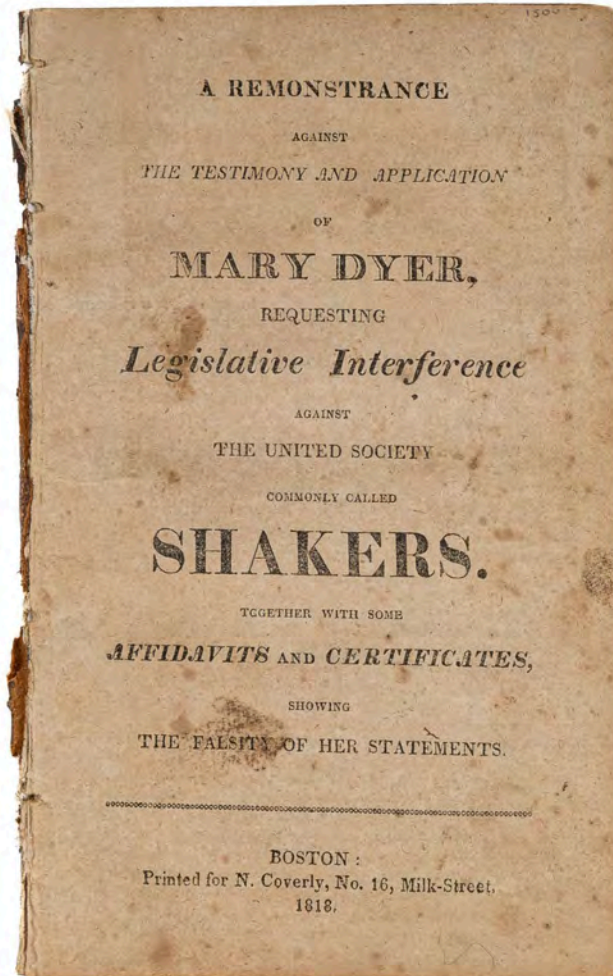 1500 -
A REMONSTRANCE
AGAINST
THE TESTIMONY AND APPLICATION
OF
MARY DYER,
REQUESTING
Legislative Interference
AGAINST
THE UNITED SOCIETY
COMMONLY CALLED
SHAKERS.
TOGETHER WITH SOME
AFFIDAVITS AND CERTIFICATES,
SHOWING
THE FALSITY OF HER STATEMENTS.
BOSTON :
Printed for N. Coverly, No. 16, Milk-Street,
1818.